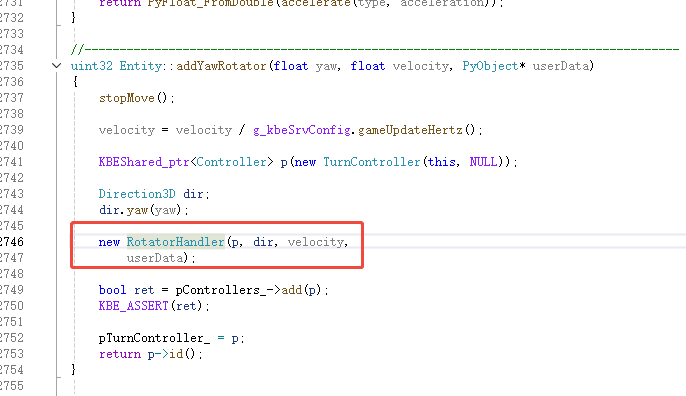 2731 return PyFloat_FromDouble(accelerate(type, acceleration));
2732 }
2733
2734 //-------------------------------------------------------------------------------------
2735 uint32 Entity::addYawRotator(float yaw, float velocity, PyObject* userData)
2736 {
2737 stopMove();
2738
2739 velocity = velocity / g_kbeSrvConfig.gameUpdateHertz();
2740
2741 KBEShared_ptr<Controller> p(new TurnController(this, NULL));
2742
2743 Direction3D dir;
2744 dir.yaw(yaw);
2745
2746 new RotatorHandler(p, dir, velocity,
2747 userData);
2748
2749 bool ret = pControllers_->add(p);
2750 KBE_ASSERT(ret);
2751
2752 pTurnController_ = p;
2753 return p->id();
2754 }
2755